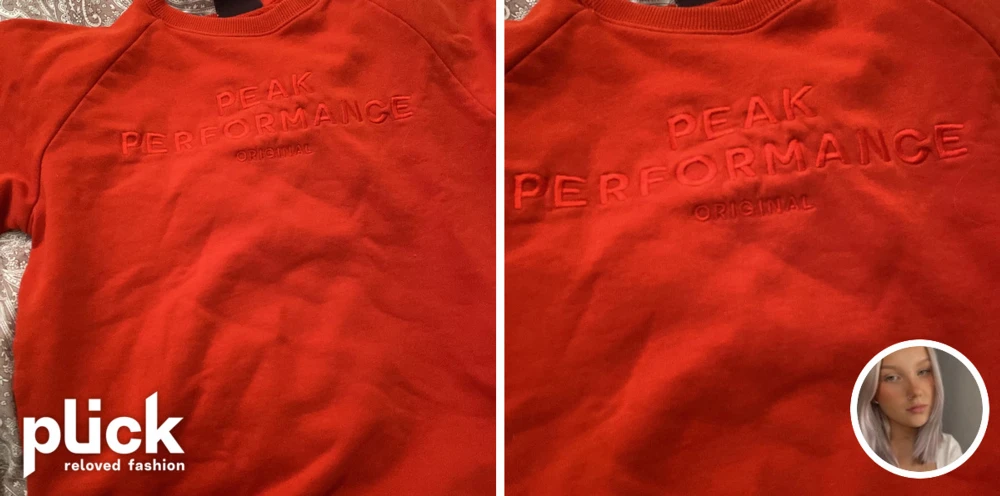 PEAK
PERFORMANCE
ORIGINAL
PEAK
PERFORMANCE
ORIGINAL
plick
reloved fashion